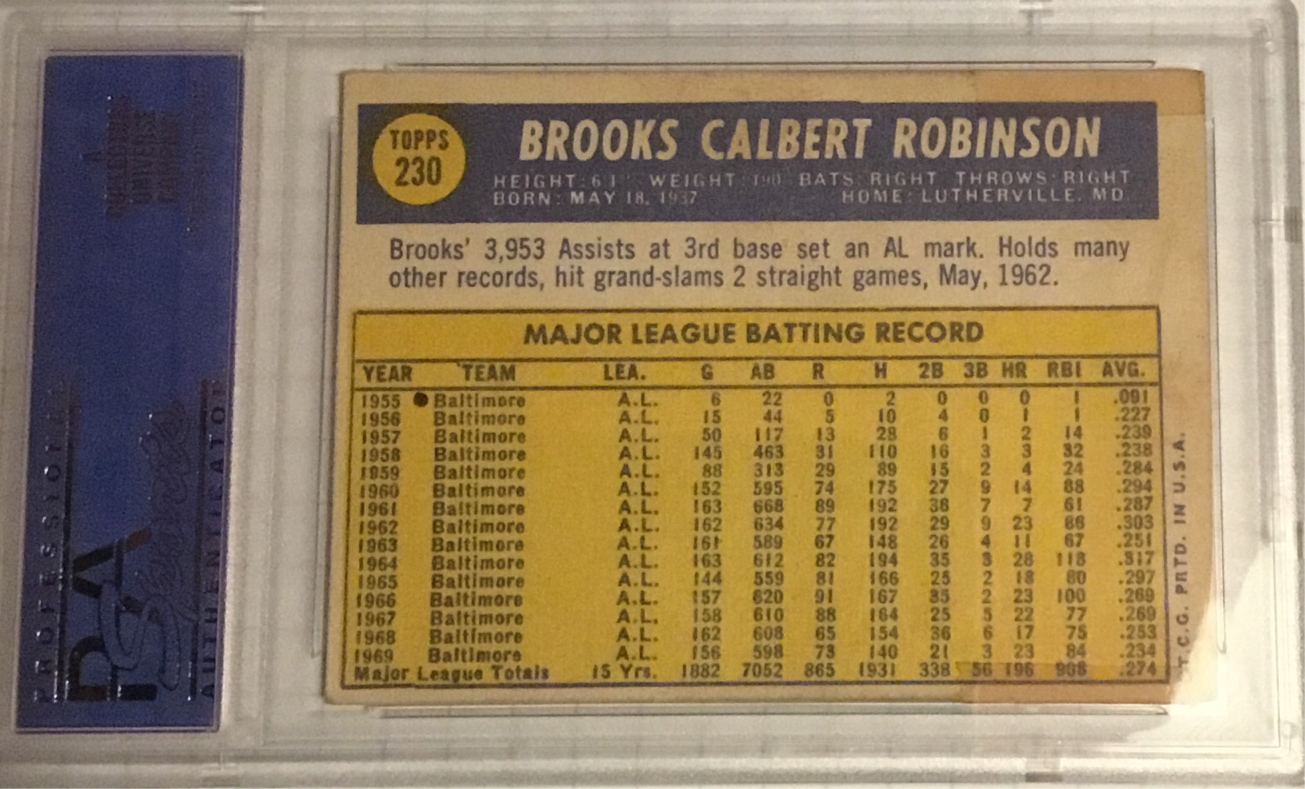 TOPPS
230
BROOKS CALBERT ROBINSON
HEIGHT: 6'1" WEIGHT: 190 BATS: RIGHT THROWS: RIGHT
BORN: MAY 18, 1937 HOME: LUTHERVILLE, MD
Brooks' 3,953 Assists at 3rd base set an AL mark. Holds many
other records, hit grand-slams 2 straight games, May, 1962.
MAJOR LEAGUE BATTING RECORD
YEAR TEAM LEA. G AB R H 2B 3B HR RBI AVG.
1955 Baltimore A.L. 6 22 0 2 0 0 0 1 .091
1956 Baltimore A.L. 15 44 5 10 4 0 1 1 .227
1957 Baltimore A.L. 50 117 13 28 6 1 2 14 .239
1958 Baltimore A.L. 145 463 31 110 16 3 3 32 .238
1959 Baltimore A.L. 88 313 29 89 15 2 4 24 .284
1960 Baltimore A.L. 152 595 74 175 27 9 14 88 .294
1961 Baltimore A.L. 163 668 89 192 38 7 7 61 .287
1962 Baltimore A.L. 162 634 77 192 29 9 23 86 .303
1963 Baltimore A.L. 161 589 67 148 26 4 11 67 .251
1964 Baltimore A.L. 163 612 82 194 35 3 28 118 .317
1965 Baltimore A.L. 144 559 81 166 25 2 18 80 .297
1966 Baltimore A.L. 157 620 91 167 35 2 23 100 .269
1967 Baltimore A.L. 158 610 88 164 25 5 22 77 .269
1968 Baltimore A.L. 162 608 65 154 36 6 17 75 .253
1969 Baltimore A.L. 156 598 73 140 21 3 23 84 .234
Major League Totals 15 Yrs. 1882 7052 865 1931 338 56 196 908 .274
T.C.G. PRTD. IN U.S.A.
A
COLLECTORS
UNIVERSE
COMPANY
PROFESSIONAL
PSA
Sports
AUTHENTICATOR